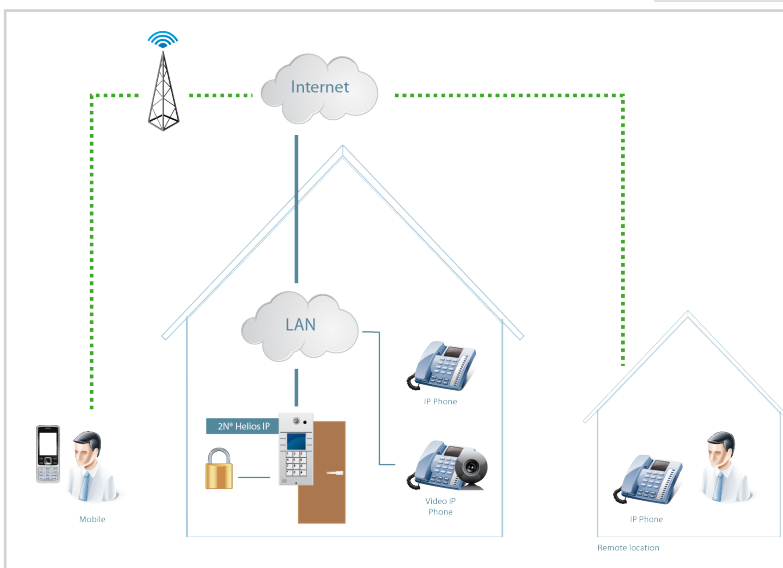 Internet
LAN
IP Phone
2N® Helios IP
Video IP
Phone
Mobile
IP Phone
Remote location